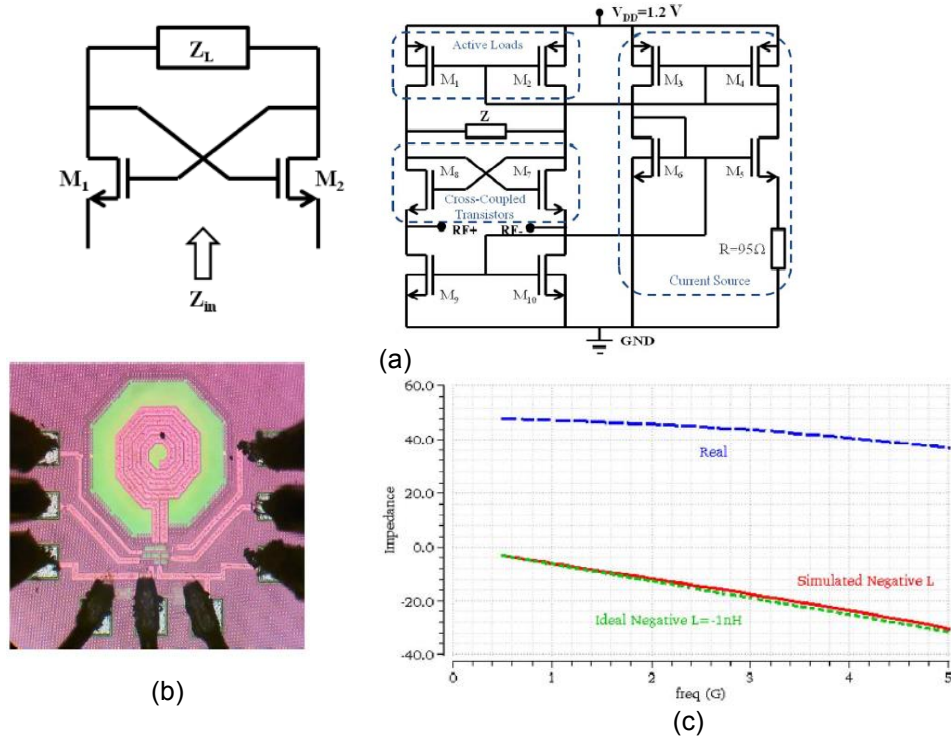 Z_L
M_1
M_2
Z_in
V_DD=1.2 V
Active Loads
M_1
M_2
M_3
M_4
Z
M_8
M_7
M_6
M_5
Cross-Coupled
Transistors
RF+
RF-
R=95Ω
M_9
M_10
Current Source
GND
(a)
(b)
60.0
40.0
20.0
0.0
-20.0
-40.0
Impedance
Real
Simulated Negative L
Ideal Negative L=-1nH
0
1
2
3
4
5
freq (G)
(c)